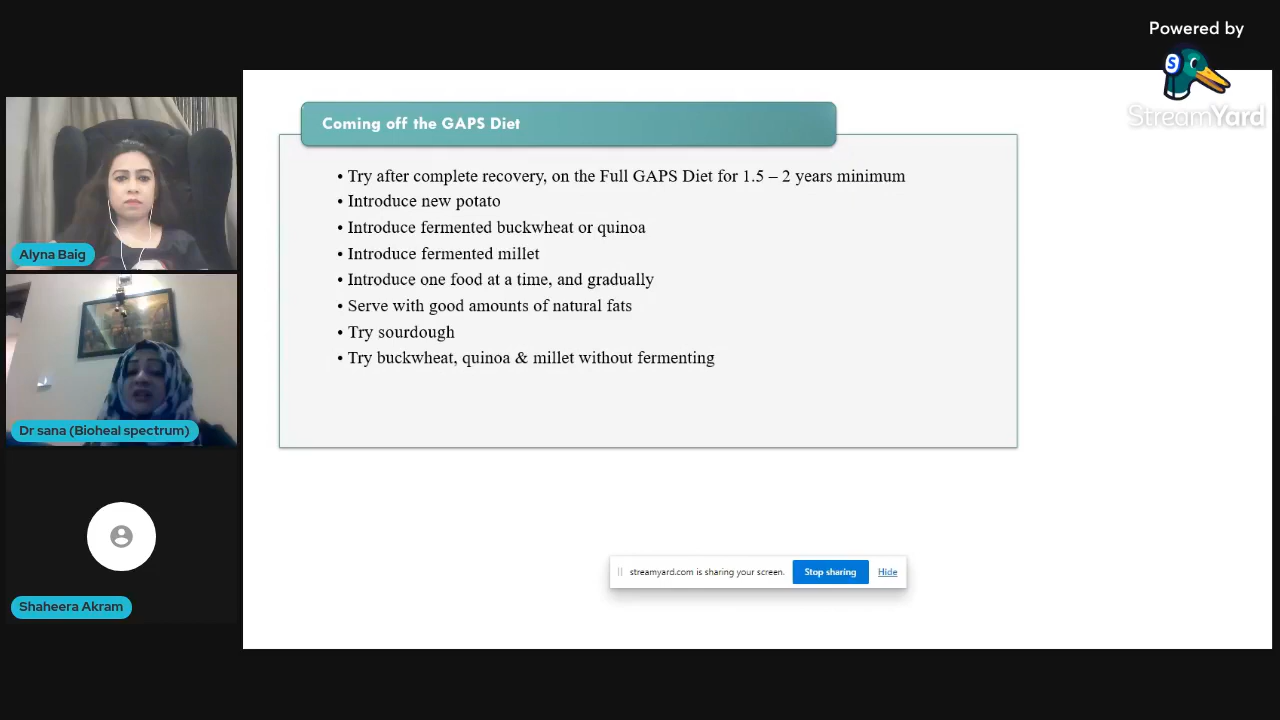 Powered by
StreamYard
Coming off the GAPS Diet
• Try after complete recovery, on the Full GAPS Diet for 1.5 – 2 years minimum
• Introduce new potato
• Introduce fermented buckwheat or quinoa
• Introduce fermented millet
• Introduce one food at a time, and gradually
• Serve with good amounts of natural fats
• Try sourdough
• Try buckwheat, quinoa & millet without fermenting
Alyna Baig
Dr sana (Bioheal spectrum)
Shaheera Akram
streamyard.com is sharing your screen. Stop sharing Hide